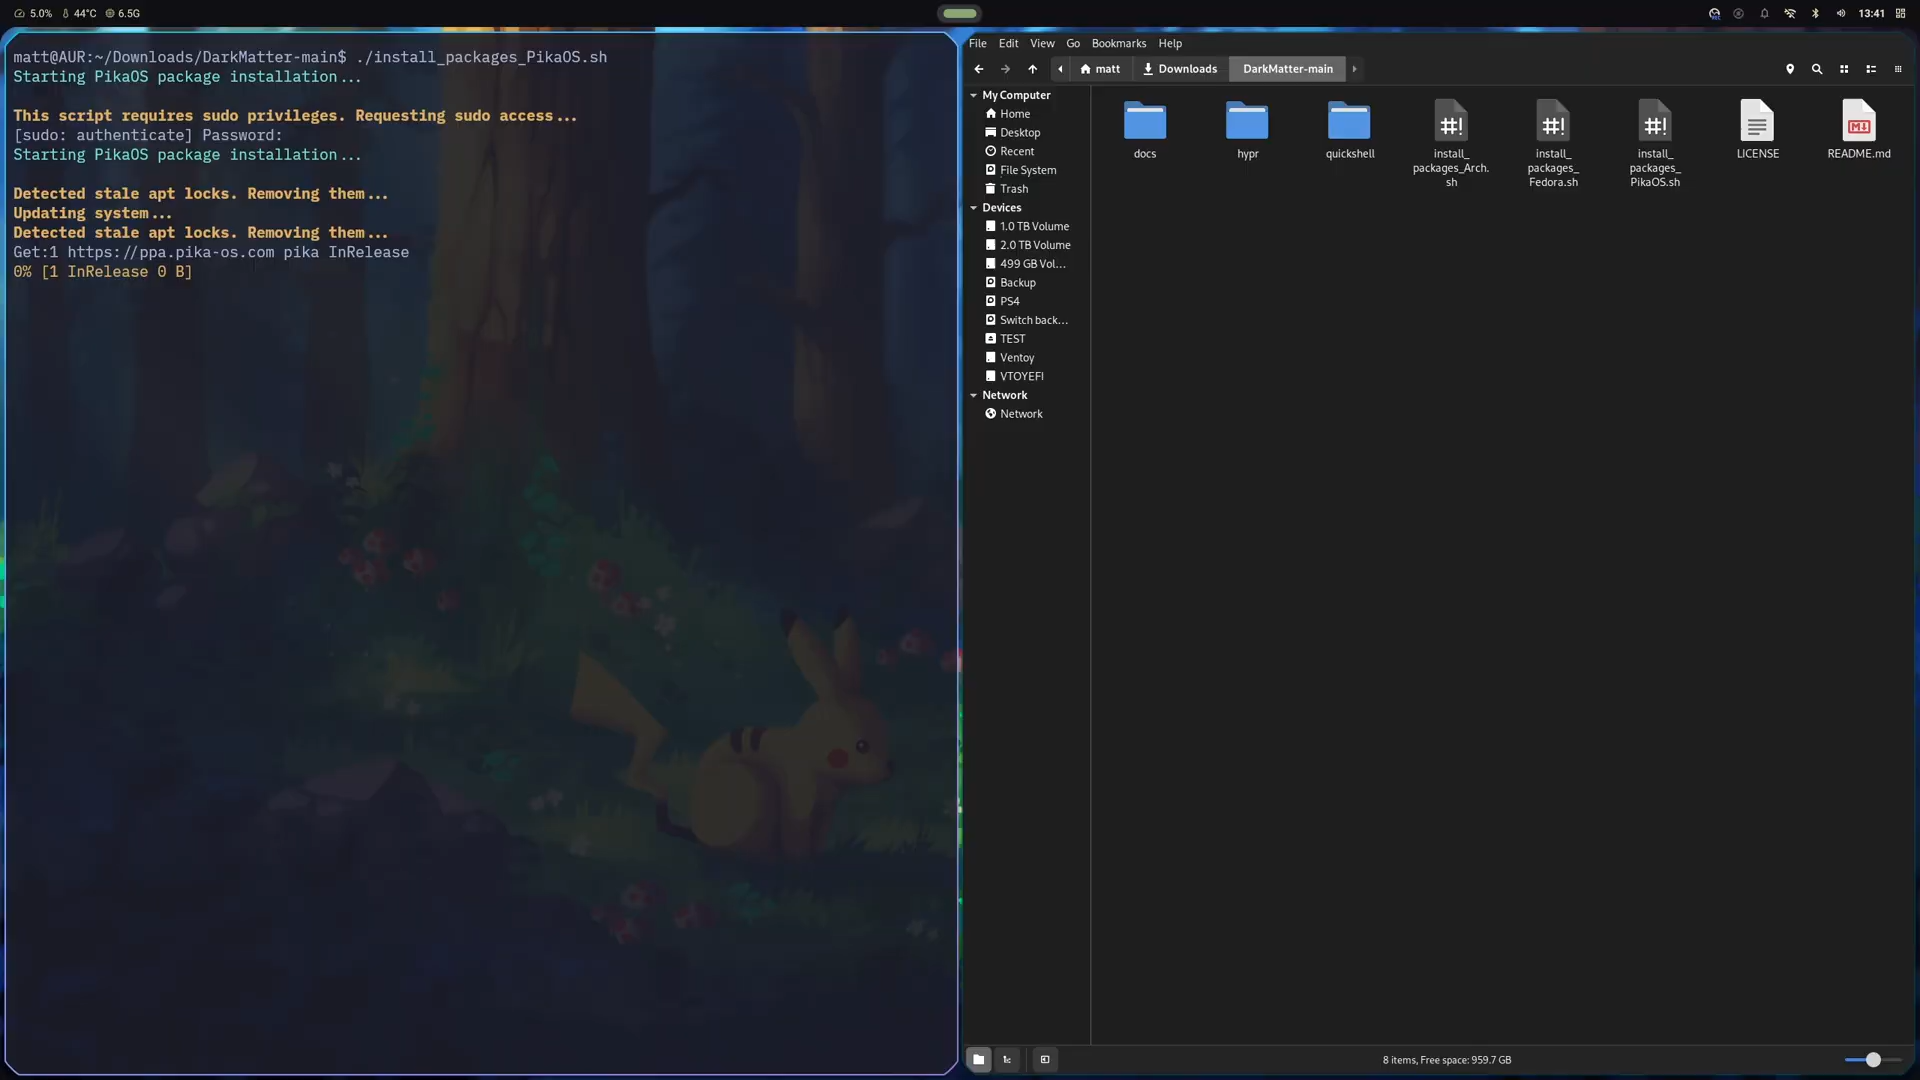 5.0% 44°C 6.5G
13:41
matt@AUR:~/Downloads/DarkMatter-main$ ./install_packages_PikaOS.sh
Starting PikaOS package installation...
This script requires sudo privileges. Requesting sudo access...
[sudo: authenticate] Password:
Starting PikaOS package installation...
Detected stale apt locks. Removing them...
Updating system...
Detected stale apt locks. Removing them...
Get:1 https://ppa.pika-os.com pika InRelease
0% [1 InRelease 0 B]
File Edit View Go Bookmarks Help
matt Downloads DarkMatter-main
My Computer
Home
Desktop
Recent
File System
Trash
Devices
1.0 TB Volume
2.0 TB Volume
499 GB Vol...
Backup
PS4
Switch back...
TEST
Ventoy
VTOYEFI
Network
Network
docs
hypr
quickshell
install_
packages_Arch.
sh
install_
packages_
Fedora.sh
install_
packages_
PikaOS.sh
LICENSE
README.md
8 items, Free space: 959.7 GB